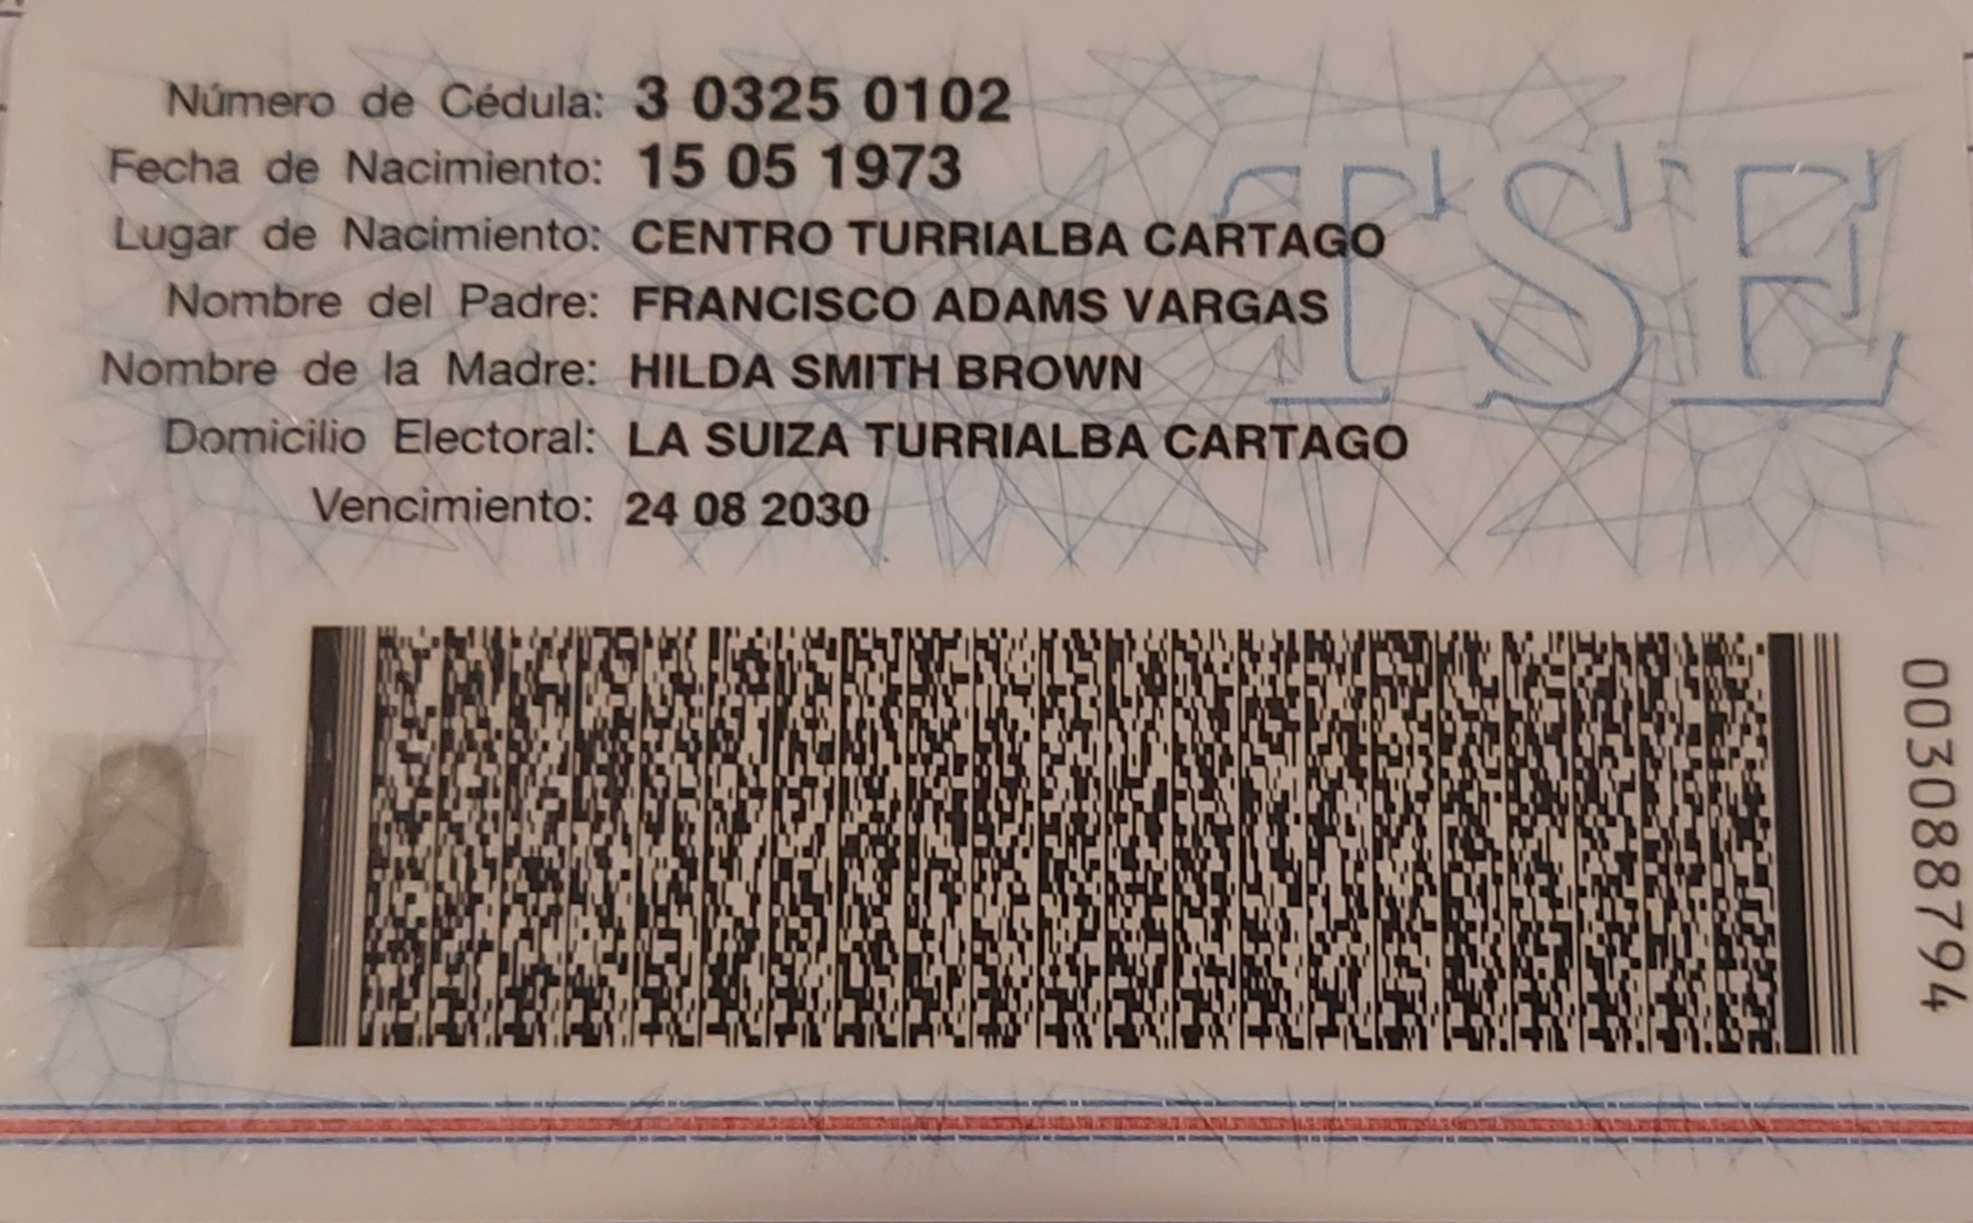 Número de Cédula: 3 0325 0102
Fecha de Nacimiento: 15 05 1973
Lugar de Nacimiento: CENTRO TURRIALBA CARTAGO
Nombre del Padre: FRANCISCO ADAMS VARGAS
Nombre de la Madre: HILDA SMITH BROWN
Domicilio Electoral: LA SUIZA TURRIALBA CARTAGO
Vencimiento: 24 08 2030
TSE
003088794